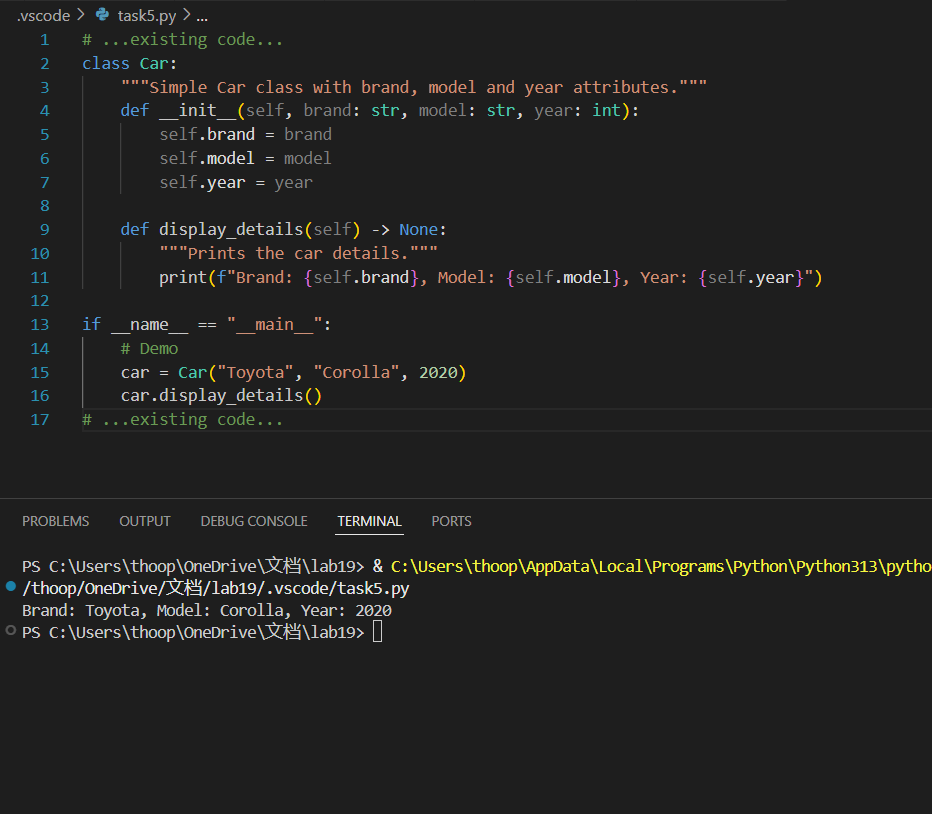 .vscode > task5.py > ...
1 # ...existing code...
2 class Car:
3     """Simple Car class with brand, model and year attributes."""
4     def __init__(self, brand: str, model: str, year: int):
5         self.brand = brand
6         self.model = model
7         self.year = year
8
9     def display_details(self) -> None:
10         """Prints the car details."""
11         print(f"Brand: {self.brand}, Model: {self.model}, Year: {self.year}")
12
13 if __name__ == "__main__":
14     # Demo
15     car = Car("Toyota", "Corolla", 2020)
16     car.display_details()
17 # ...existing code...
PROBLEMS OUTPUT DEBUG CONSOLE TERMINAL PORTS
PS C:\Users\thoop\OneDrive\文档\lab19> & C:\Users\thoop\AppData\Local\Programs\Python\Python313\pytho
/thoop/OneDrive/文档/lab19/.vscode/task5.py
Brand: Toyota, Model: Corolla, Year: 2020
PS C:\Users\thoop\OneDrive\文档\lab19>